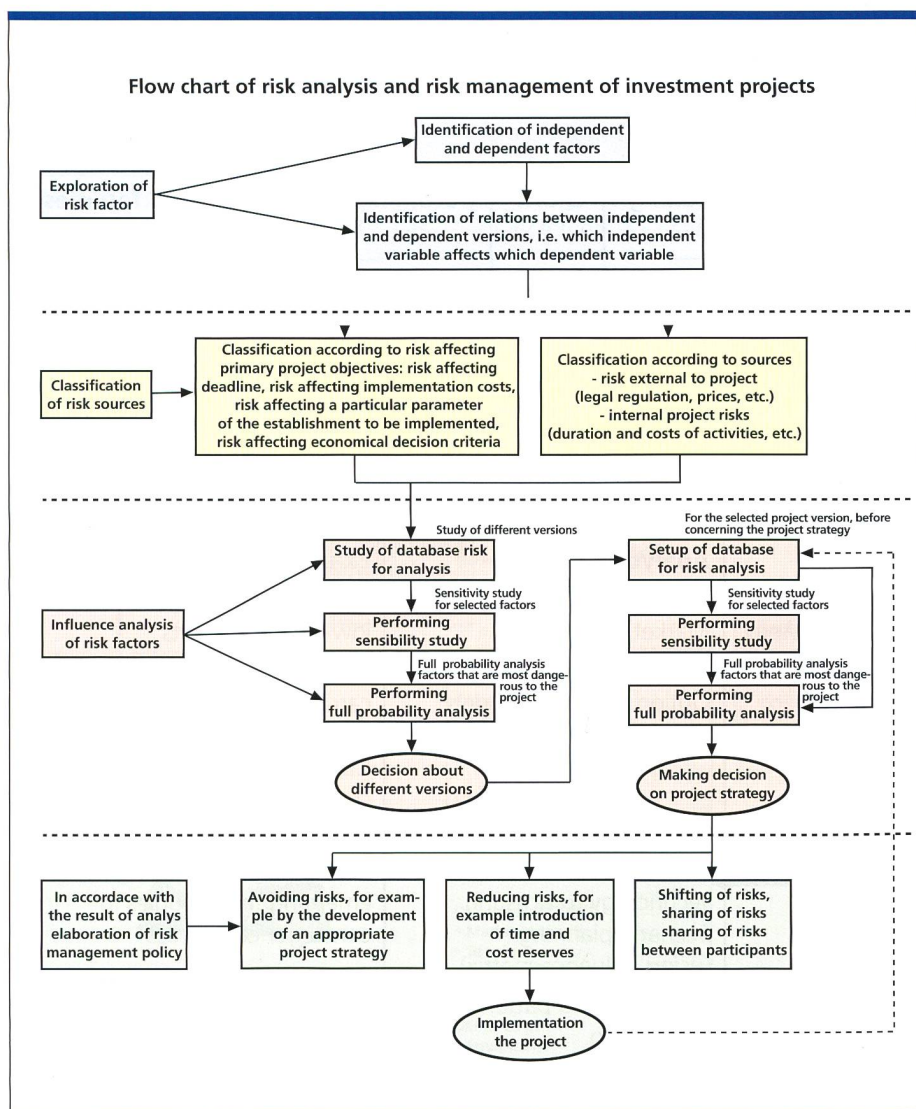 Flow chart of risk analysis and risk management of investment projects
Identification of independent
and dependent factors
Exploration of
risk factor
Identification of relations between independent
and dependent versions, i.e. which independent
variable affects which dependent variable
Classification
of risk sources
Classification according to risk affecting
primary project objectives: risk affecting
deadline, risk affecting implementation costs,
risk affecting a particular parameter
of the establishment to be implemented,
risk affecting economical decision criteria
Classification according to sources
- risk external to project
(legal regulation, prices, etc.)
- internal project risks
(duration and costs of activities, etc.)
Influence analysis
of risk factors
Study of different versions
Study of database risk
for analysis
Sensitivity study
for selected factors
Performing
sensibility study
Full probability analysis
factors that are most dange-
rous to the
project
Performing
full probability analysis
Decision about
different versions
For the selected project version, before
concerning the project strategy
Setup of database
for risk analysis
Sensitivity study
for selected factors
Performing
sensibility study
Full probability analysis
factors that are most dange-
rous to the
project
Performing
full probability analysis
Making decision
on project strategy
In accordace with
the result of analys
elaboration of risk
management policy
Avoiding risks, for exam-
ple by the development
of an appropriate
project strategy
Reducing risks, for
example introduction
of time and
cost reserves
Shifting of risks,
sharing of risks
sharing of risks
between participants
Implementation
the project